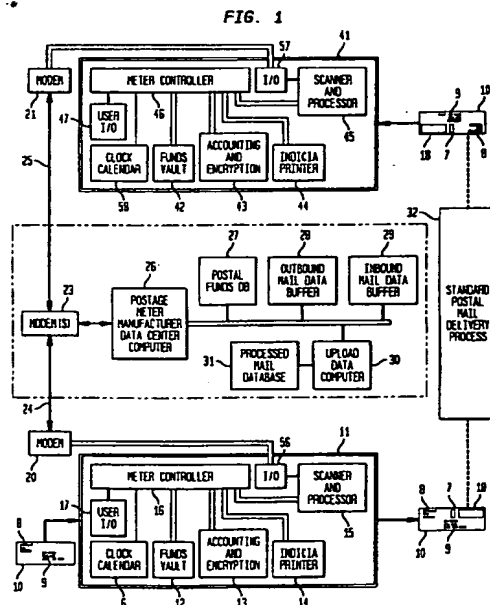 FIG. 1
57
41
MODEM
21
METER CONTROLLER
I/O
SCANNER AND PROCESSOR
47
USER I/O
46
45
CLOCK CALENDAR
FUNDS VAULT
ACCOUNTING AND ENCRYPTION
INDICIA PRINTER
58
42
43
44
9
10
18
7
8
25
32
23
26
27
28
29
POSTAL FUNDS DB
OUTBOUND MAIL DATA BUFFER
INBOUND MAIL DATA BUFFER
MODEM(S)
POSTAGE METER MANUFACTURER DATA CENTER COMPUTER
31
PROCESSED MAIL DATABASE
UPLOAD DATA COMPUTER
30
STANDARD POSTAL MAIL DELIVERY PROCESS
24
MODEM
20
56
11
METER CONTROLLER
I/O
SCANNER AND PROCESSOR
17
USER I/O
16
15
8
10
9
CLOCK CALENDAR
FUNDS VAULT
ACCOUNTING AND ENCRYPTION
INDICIA PRINTER
6
12
13
14
8
7
10
9